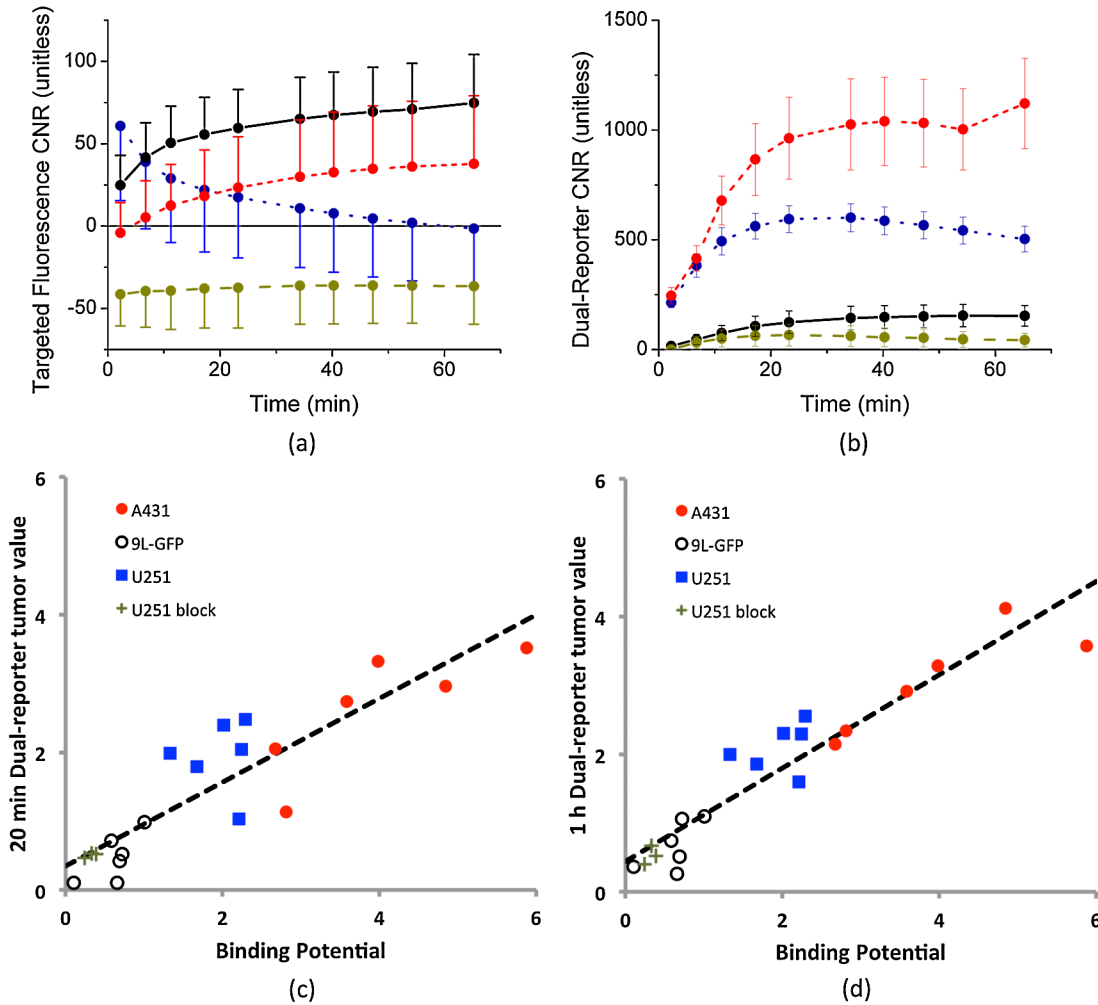 Targeted Fluorescence CNR (unitless)
100
50
0
-50
0
20
40
60
Time (min)
(a)
Dual-Reporter CNR (unitless)
1500
1000
500
0
0
20
40
60
Time (min)
(b)
20 min Dual-reporter tumor value
6
4
2
0
A431
9L-GFP
U251
U251 block
0
2
4
6
Binding Potential
(c)
1 h Dual-reporter tumor value
6
4
2
0
A431
9L-GFP
U251
U251 block
0
2
4
6
Binding Potential
(d)